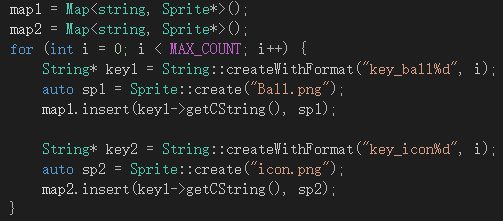 map1 = Map<string, Sprite*>();
map2 = Map<string, Sprite*>();
for (int i = 0; i < MAX_COUNT; i++) {
    String* key1 = String::createWithFormat("key_ball%d", i);
    auto sp1 = Sprite::create("Ball.png");
    map1.insert(key1->getCString(), sp1);

    String* key2 = String::createWithFormat("key_icon%d", i);
    auto sp2 = Sprite::create("icon.png");
    map2.insert(key1->getCString(), sp2);
}